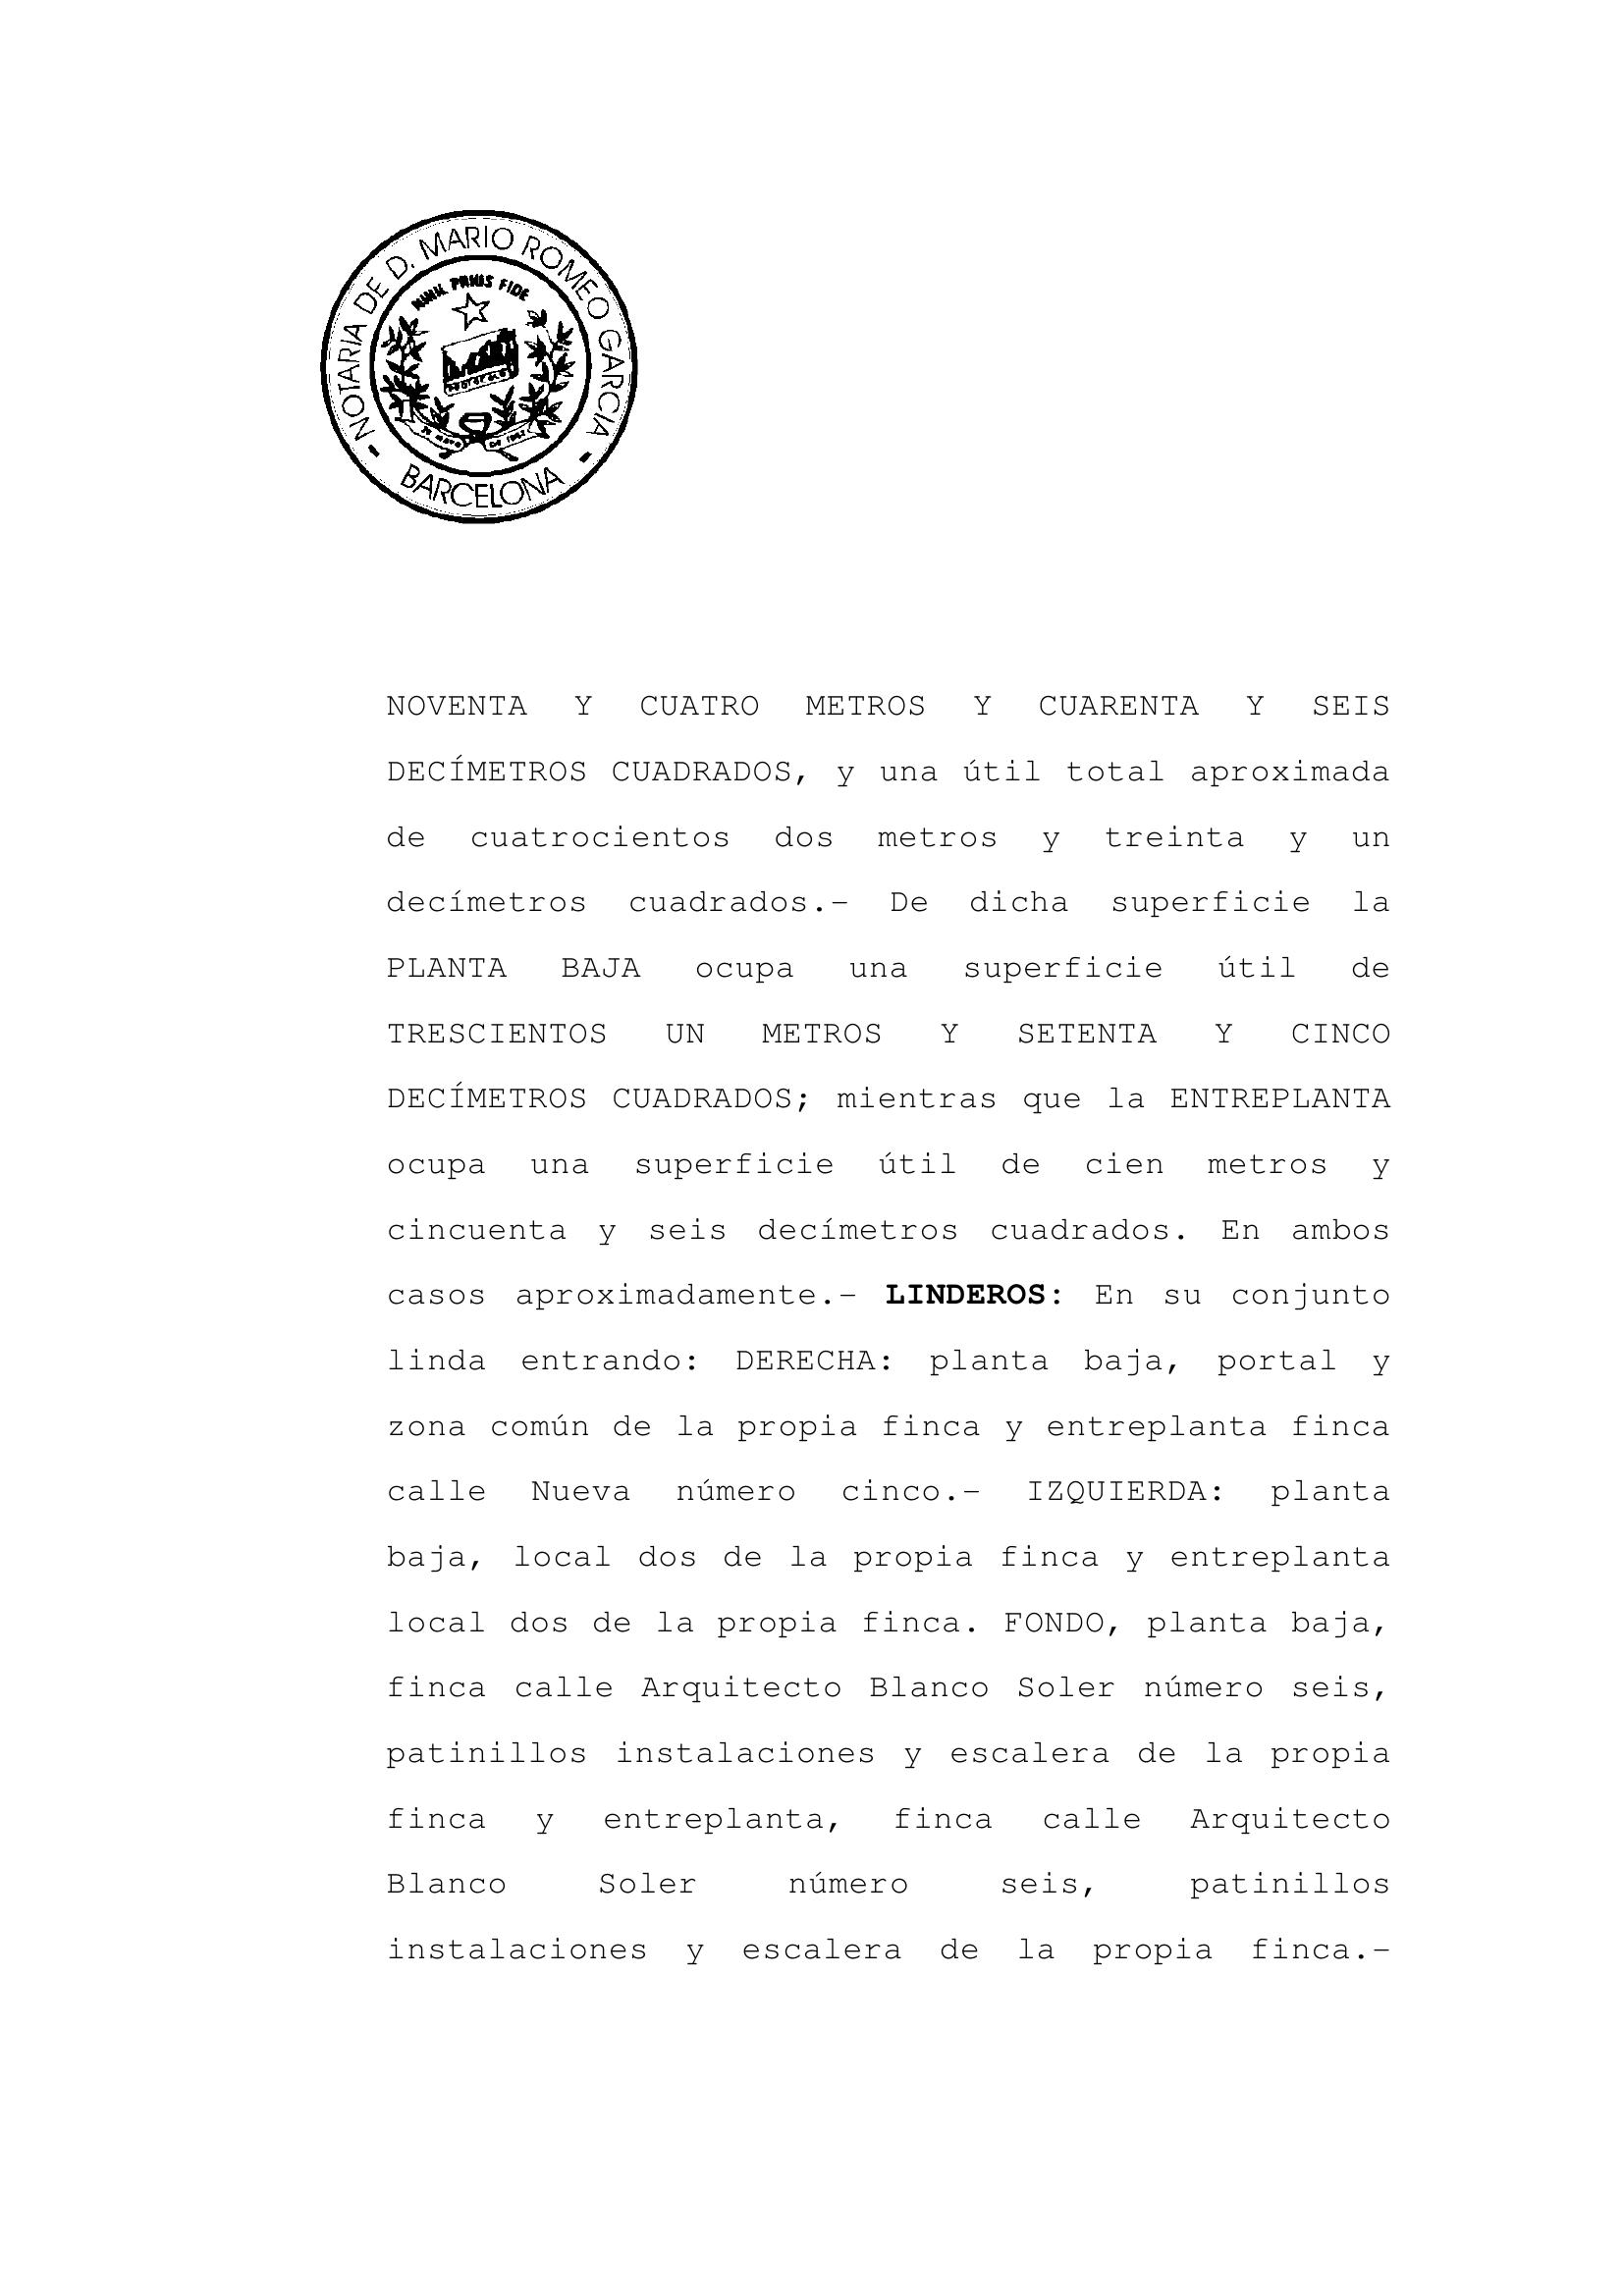 NOTARIA DE D. MARIO ROMEO GARCIA
NIHIL PRIUS FIDE
BARCELONA
NOVENTA Y CUATRO METROS Y CUARENTA Y SEIS
DECÍMETROS CUADRADOS, y una útil total aproximada
de cuatrocientos dos metros y treinta y un
decímetros cuadrados.- De dicha superficie la
PLANTA BAJA ocupa una superficie útil de
TRESCIENTOS UN METROS Y SETENTA Y CINCO
DECÍMETROS CUADRADOS; mientras que la ENTREPLANTA
ocupa una superficie útil de cien metros y
cincuenta y seis decímetros cuadrados. En ambos
casos aproximadamente.- LINDEROS: En su conjunto
linda entrando: DERECHA: planta baja, portal y
zona común de la propia finca y entreplanta finca
calle Nueva número cinco.- IZQUIERDA: planta
baja, local dos de la propia finca y entreplanta
local dos de la propia finca. FONDO, planta baja,
finca calle Arquitecto Blanco Soler número seis,
patinillos instalaciones y escalera de la propia
finca y entreplanta, finca calle Arquitecto
Blanco Soler número seis, patinillos
instalaciones y escalera de la propia finca.-